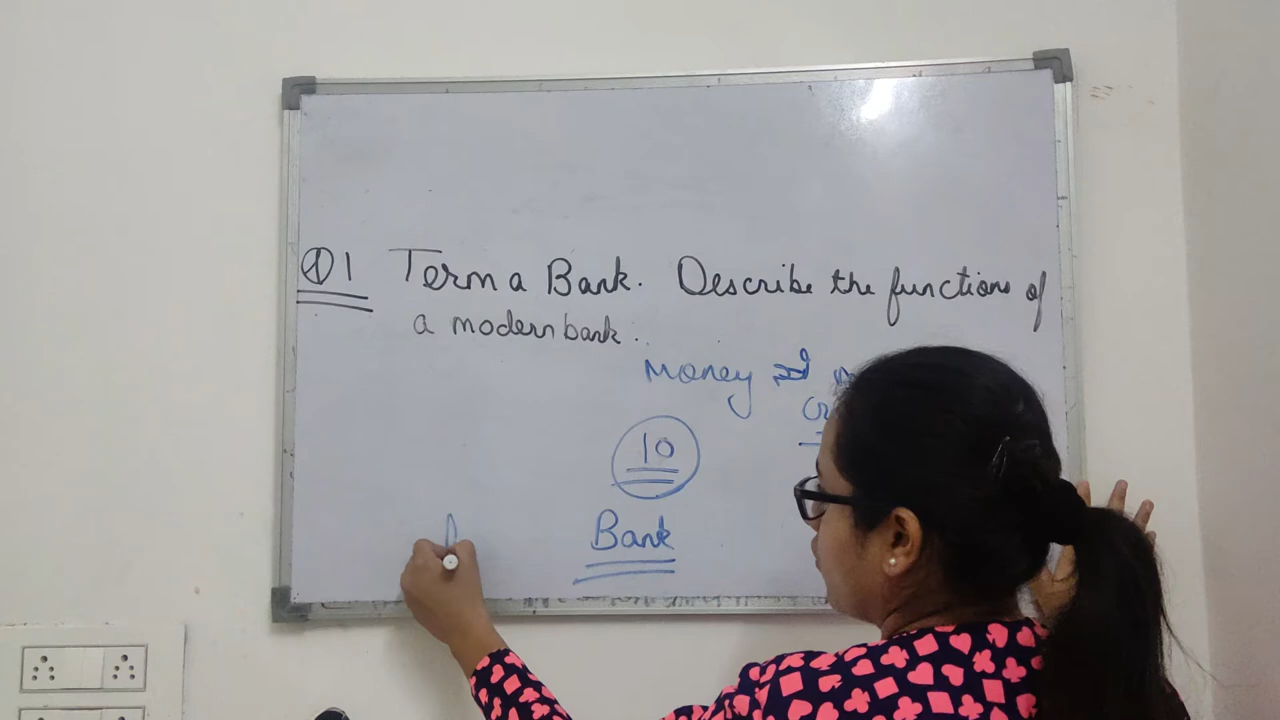 Q1 Term a Bank. Describe the functions of
a modern bank..
Money
10
Bank